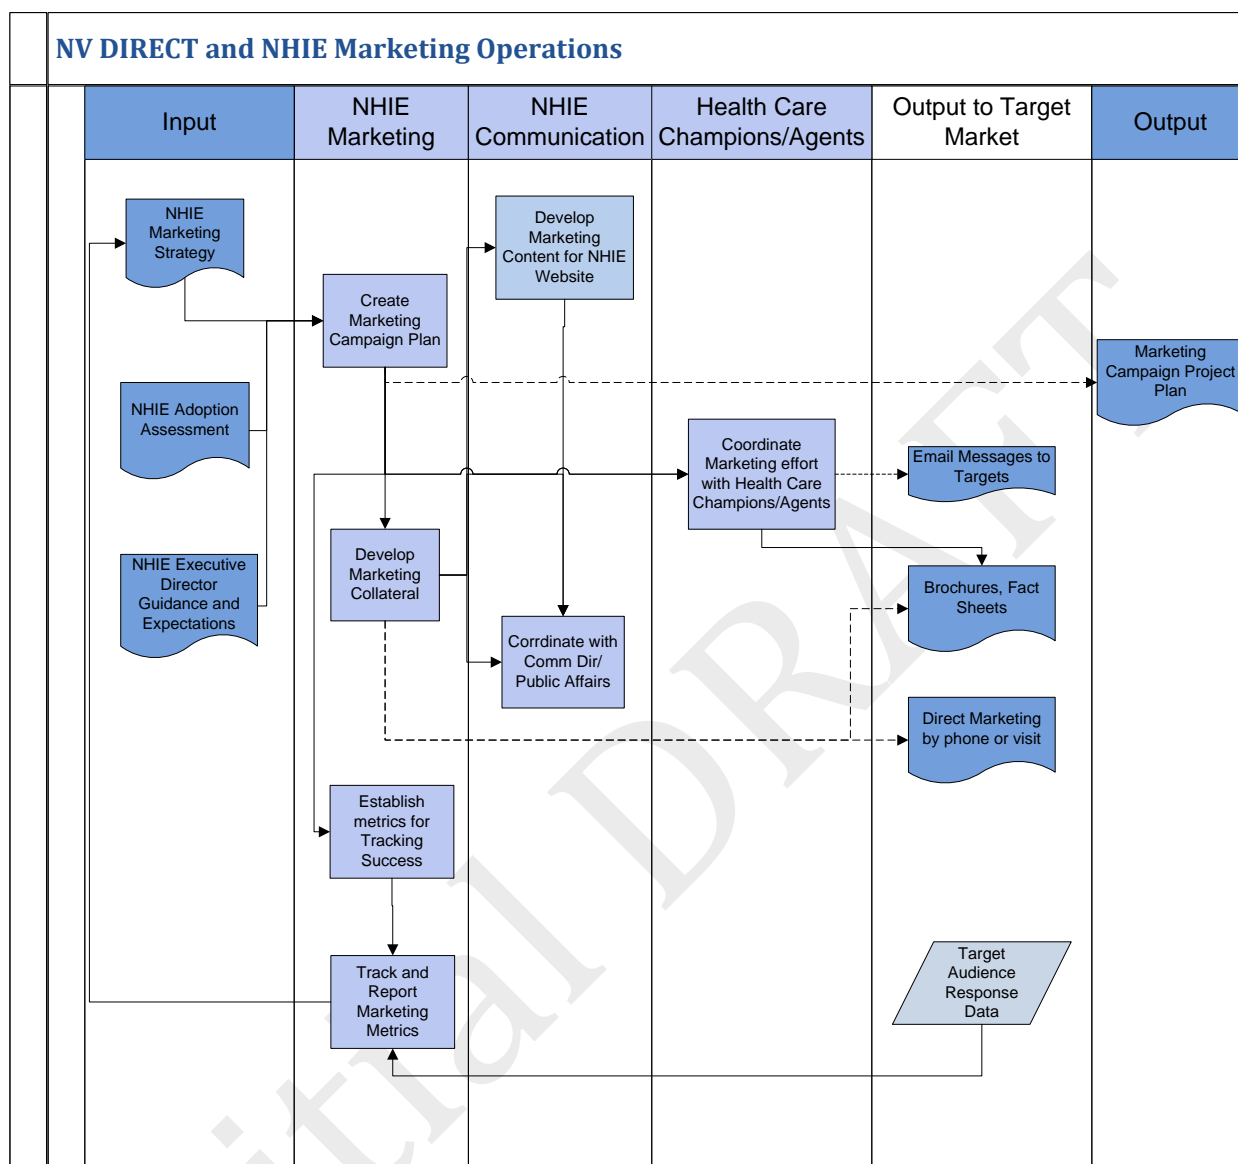 NV DIRECT and NHIE Marketing Operations
Input
NHIE
Marketing
NHIE
Communication
Health Care
Champions/Agents
Output to Target
Market
Output
NHIE
Marketing
Strategy
Develop
Marketing
Content for NHIE
Website
Create
Marketing
Campaign Plan
Marketing
Campaign Project
Plan
NHIE Adoption
Assessment
Coordinate
Marketing effort
with Health Care
Champions/Agents
Email Messages to
Targets
NHIE Executive
Director
Guidance and
Expectations
Develop
Marketing
Collateral
Brochures, Fact
Sheets
Corrdinate with
Comm Dir/
Public Affairs
Direct Marketing
by phone or visit
Establish
metrics for
Tracking
Success
Track and
Report
Marketing
Metrics
Target
Audience
Response
Data
itial DRAFT